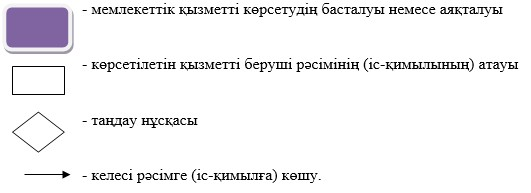 - мемлекеттік қызметті көрсетудің басталуы немесе аяқталуы
- көрсетілетін қызметті беруші рәсімінің (іс-қимылының) атауы
- таңдау нұсқасы
- келесі рәсімге (іс-қимылға) көшу.